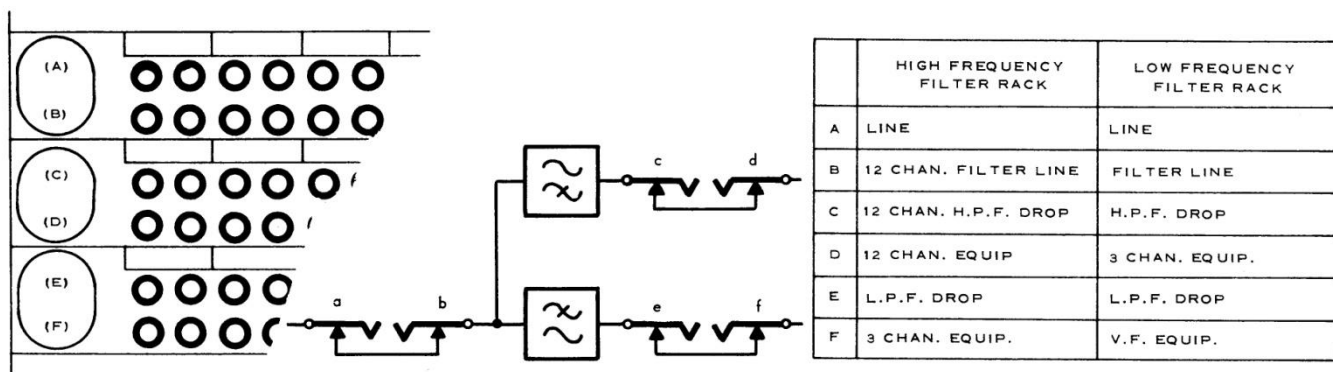 (A)
(B)
(C)
(D)
(E)
(F)
a
b
c
d
e
f
HIGH FREQUENCY
FILTER RACK
LOW FREQUENCY
FILTER RACK
A LINE LINE
B 12 CHAN. FILTER LINE FILTER LINE
C 12 CHAN. H.P.F. DROP H.P.F. DROP
D 12 CHAN. EQUIP 3 CHAN. EQUIP.
E L.P.F. DROP L.P.F. DROP
F 3 CHAN. EQUIP. V.F. EQUIP.